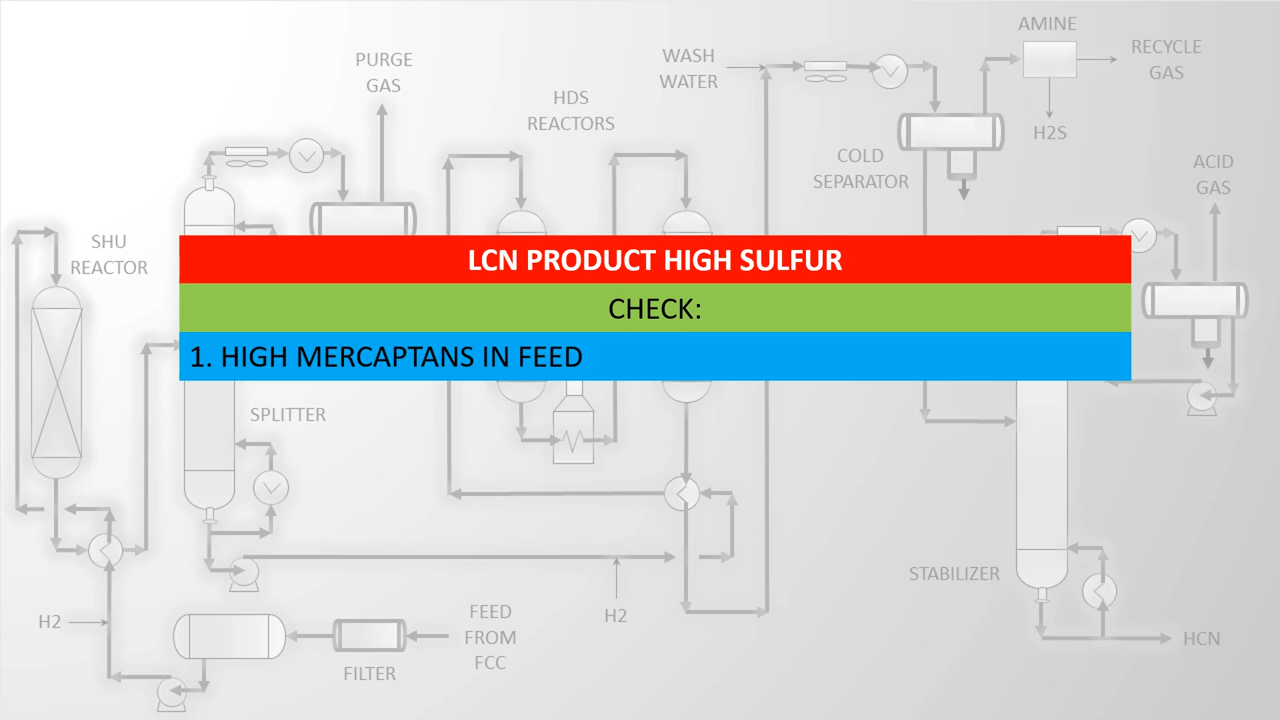 AMINE
WASH
WATER
RECYCLE
GAS
PURGE
GAS
HDS
REACTORS
H2S
COLD
SEPARATOR
ACID
GAS
SHU
REACTOR
LCN PRODUCT HIGH SULFUR
CHECK:
1. HIGH MERCAPTANS IN FEED
SPLITTER
STABILIZER
H2
FEED
FROM
FCC
H2
HCN
FILTER